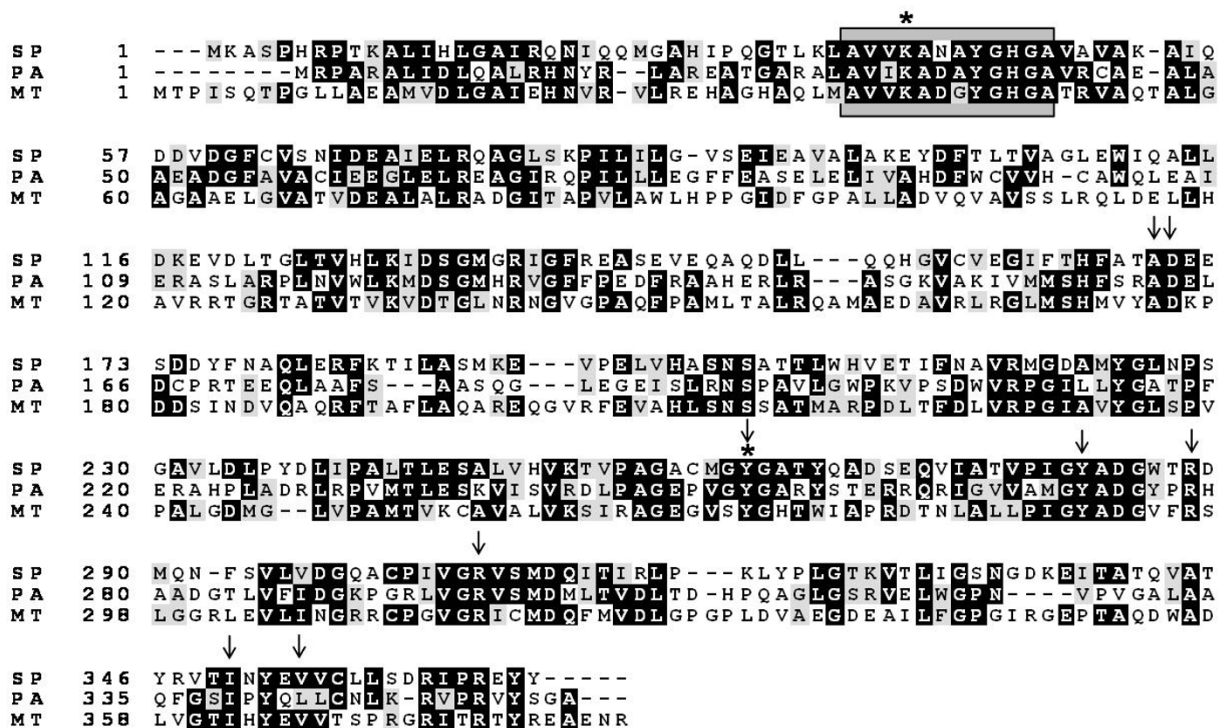 *
SP 1 ---MKASPHRPTKALIHLGAIRQNIQQMGAHIPQGTLKLAVVKANAYGHGAVAVAK-AIQ
PA 1 --------MRPARALIDLQALRHNYR--LAREATGARALAVIKADAYGHGAVRCAE-ALA
MT 1 MTPISQTPGLLAEAMVDLGAIEHNVR-VLREHAGHAQLMAVVKADGYGHGATRVAQTALG
SP 57 DDVDGFCVSNIDEAIELRQAGLSKPILILG-VSEIEAVALAKEYDFTLTVAGLEWIQALL
PA 50 AEADGFAVACIEEGLELREAGIRQPILLLEGFFEASELELIVAHDFWCVVH-CAWQLEAI
MT 60 AGAAELGVATVDEALALRADGITAPVLAWLHPPGIDFGPALLADVQVAVSSLRQLDELLH
↓↓
SP 116 DKEVDLTGLTVHLKIDSGMGRIGFREASEVEQAQDLL---QQHGVCVEGIFTHFATADEE
PA 109 ERASLARPLNVWLKMDSGMHRVGFFPEDFRAAHERLR---ASGKVAKIVMMSHFSRADEL
MT 120 AVRRTGRTATVTVKVDTGLNRNGVGPAQFPAMLTALRQAMAEDAVRLRGLMSHMVYADKP
SP 173 SDDYFNAQLERFKTILASMKE---VPELVHASNSATTLWHVETIFNAVRMGDAMYGLNPS
PA 166 DCPRTEEQLAAFS---AASQG---LEGEISLRNSPAVLGWPKVPSDWVRPGILLYGATPF
MT 180 DDSINDVQAQRFTAFLAQAREQGVRFEVAHLSNSSATMARPDLTFDLVRPGIAVYGLSPV
↓ ↓ ↓
*
SP 230 GAVLDLPYDLIPALTLESALVHVKTVPAGACMGYGATYQADSEQVIATVPIGYADGWTRD
PA 220 ERAHPLADRLRPVMTLESKVISVRDLPAGEPVGYGARYSTERRQRIGVVAMGYADGYPRH
MT 240 PALGDMG--LVPAMTVKCAVALVKSIRAGEGVSYGHTWIAPRDTNLALLPIGYADGVFRS
↓
SP 290 MQN-FSVLVDGQACPIVGRVSMDQITIRLP---KLYPLGTKVTLIGSNGDKEITATQVAT
PA 280 AADGTLVFIDGKPGRLVGRVSMDMLTVDLTD-HPQAGLGSRVELWGPN----VPVGALAA
MT 298 LGGRLEVLINGRRCPGVGRICMDQFMVDLGPGPLDVAEGDEAILFGPGIRGEPTAQDWAD
↓ ↓
SP 346 YRVTINYEVVCLLSDRIPREYY-----
PA 335 QFGSIPYQLLCNLK-RVPRVYSGA---
MT 358 LVGTIHYEVVTSPRGRITRTYREAENR